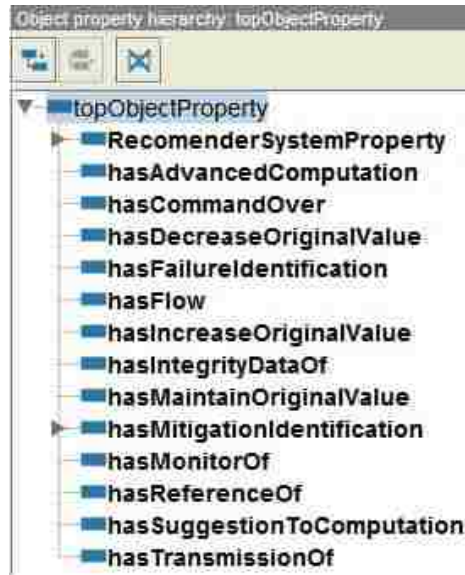 Object property hierarchy: topObjectProperty
topObjectProperty
RecomenderSystemProperty
hasAdvancedComputation
hasCommandOver
hasDecreaseOriginalValue
hasFailureIdentification
hasFlow
hasIncreaseOriginalValue
hasIntegrityDataOf
hasMaintainOriginalValue
hasMitigationIdentification
hasMonitorOf
hasReferenceOf
hasSuggestionToComputation
hasTransmissionOf